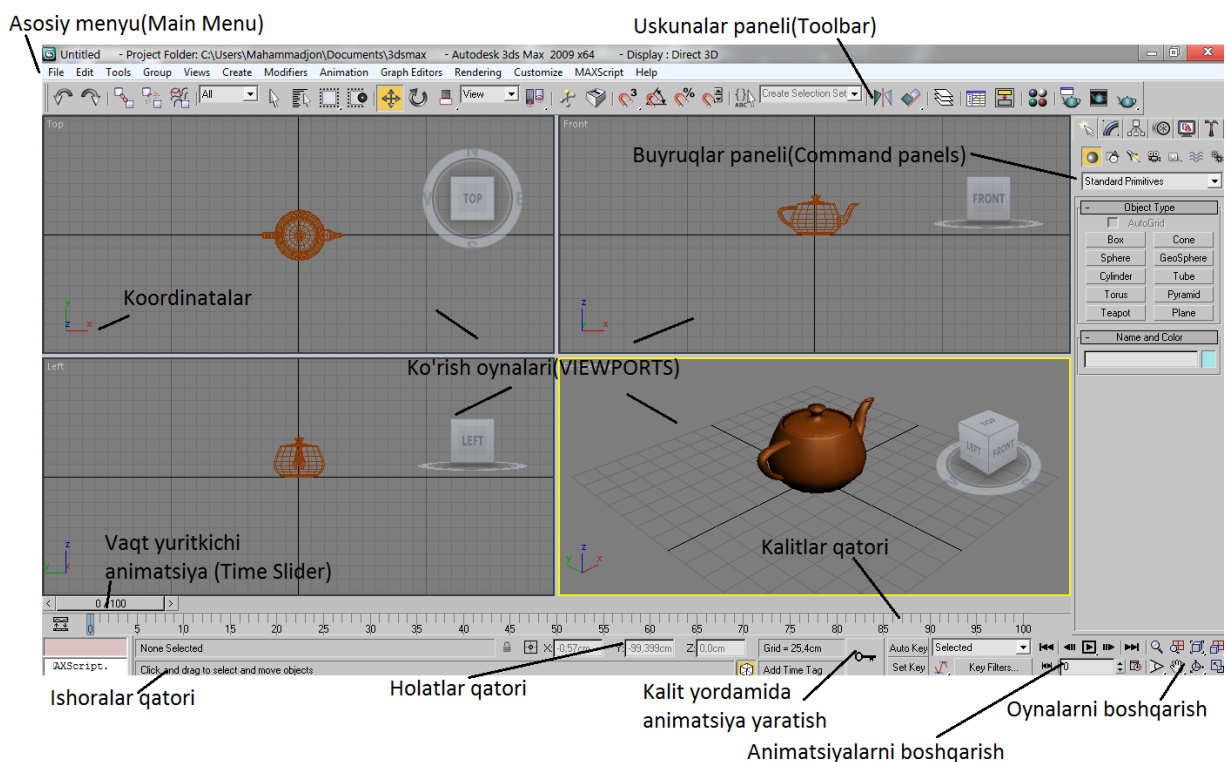 Asosiy menyu(Main Menu)
Uskunalar paneli(Toolbar)
Untitled - Project Folder: C:\Users\Mahammadjon\Documents\3dsmax - Autodesk 3ds Max 2009 x64 - Display : Direct 3D
File Edit Tools Group Views Create Modifiers Animation Graph Editors Rendering Customize MAXScript Help
All
View
Create Selection Set
Top
Front
Buyruqlar paneli(Command panels)
Standard Primitives
TOP
FRONT
Object Type
AutoGrid
Box Cone
Sphere GeoSphere
Cylinder Tube
Torus Pyramid
Teapot Plane
Name and Color
Koordinatalar
Left
Ko'rish oynalari(VIEWPORTS)
LEFT
TOP
LEFT FRONT
Vaqt yuritkichi
animatsiya (Time Slider)
Kalitlar qatori
0 / 100
0 5 10 15 20 25 30 35 40 45 50 55 60 65 70 75 80 85 90 95 100
None Selected X: -0,57cm Y: -99,399cm Z: 0,0cm Grid = 25,4cm Auto Key Selected
AXScript. Click and drag to select and move objects Add Time Tag Set Key Key Filters... 0
Ishoralar qatori
Holatlar qatori
Kalit yordamida
animatsiya yaratish
Oynalarni boshqarish
Animatsiyalarni boshqarish